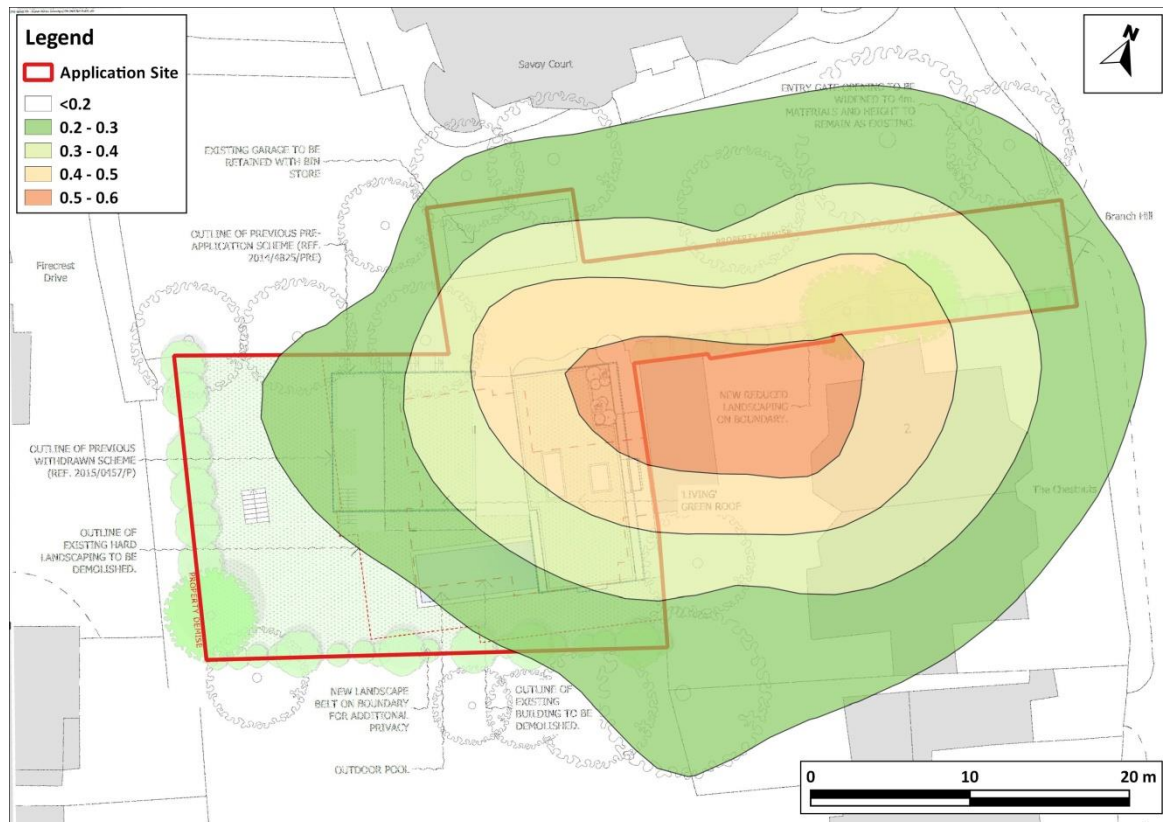 Legend
Application Site
<0.2
0.2 - 0.3
0.3 - 0.4
0.4 - 0.5
0.5 - 0.6
Savoy Court
N
ENTRY GATE OPENING TO BE
WIDENED TO 4m.
MATERIALS AND HEIGHT TO
REMAIN AS EXISTING.
EXISTING GARAGE TO BE
RETAINED WITH BIN
STORE
OUTLINE OF PREVIOUS PRE-
APPLICATION SCHEME (REF.
2014/4825/PRE)
PROPERTY DEMISE
Branch Hill
Firecrest
Drive
NEW REDUCED
LANDSCAPING
ON BOUNDARY.
2
OUTLINE OF PREVIOUS
WITHDRAWN SCHEME
(REF. 2015/0457/P)
'LIVING'
GREEN ROOF
The Chestnuts
OUTLINE OF
EXISTING HARD
LANDSCAPING TO BE
DEMOLISHED.
PROPERTY DEMISE
NEW LANDSCAPE
BELT ON BOUNDARY
FOR ADDITIONAL
PRIVACY
OUTLINE OF
EXISTING
BUILDING TO BE
DEMOLISHED.
OUTDOOR POOL
0 10 20 m